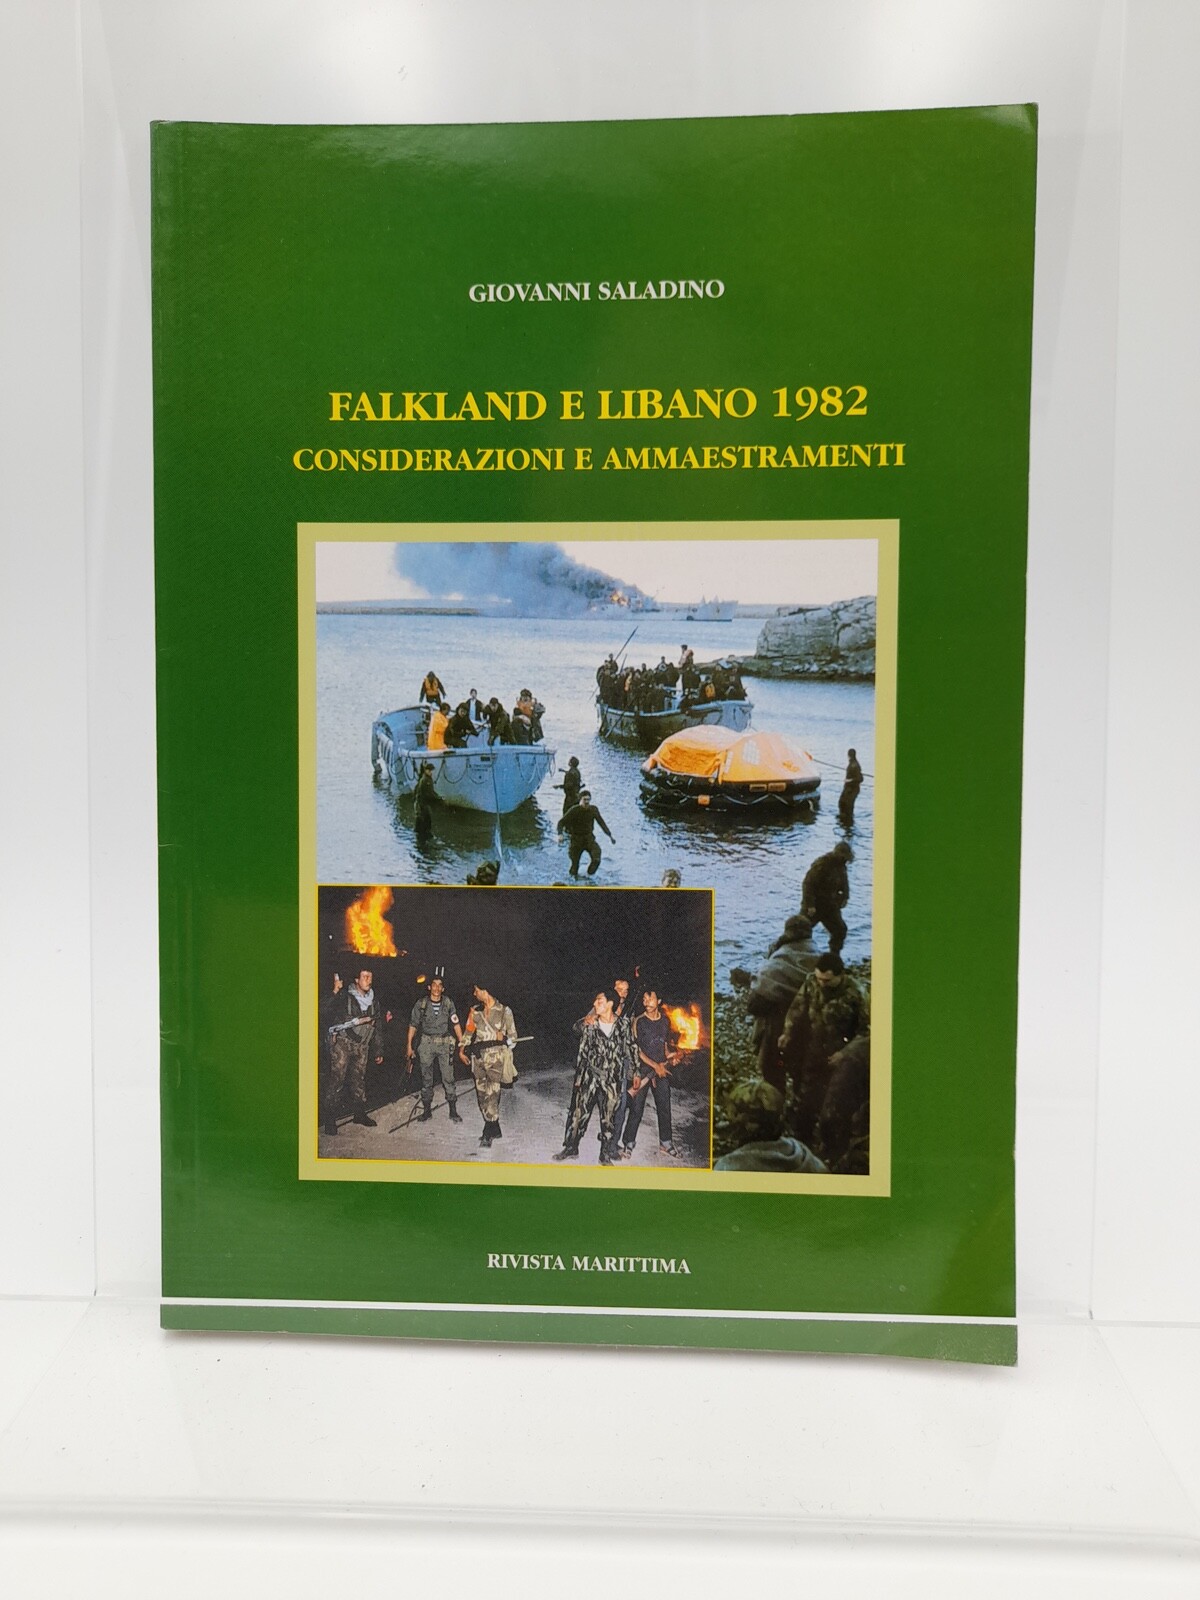 GIOVANNI SALADINO
FALKLAND E LIBANO 1982
CONSIDERAZIONI E AMMAESTRAMENTI
RIVISTA MARITTIMA